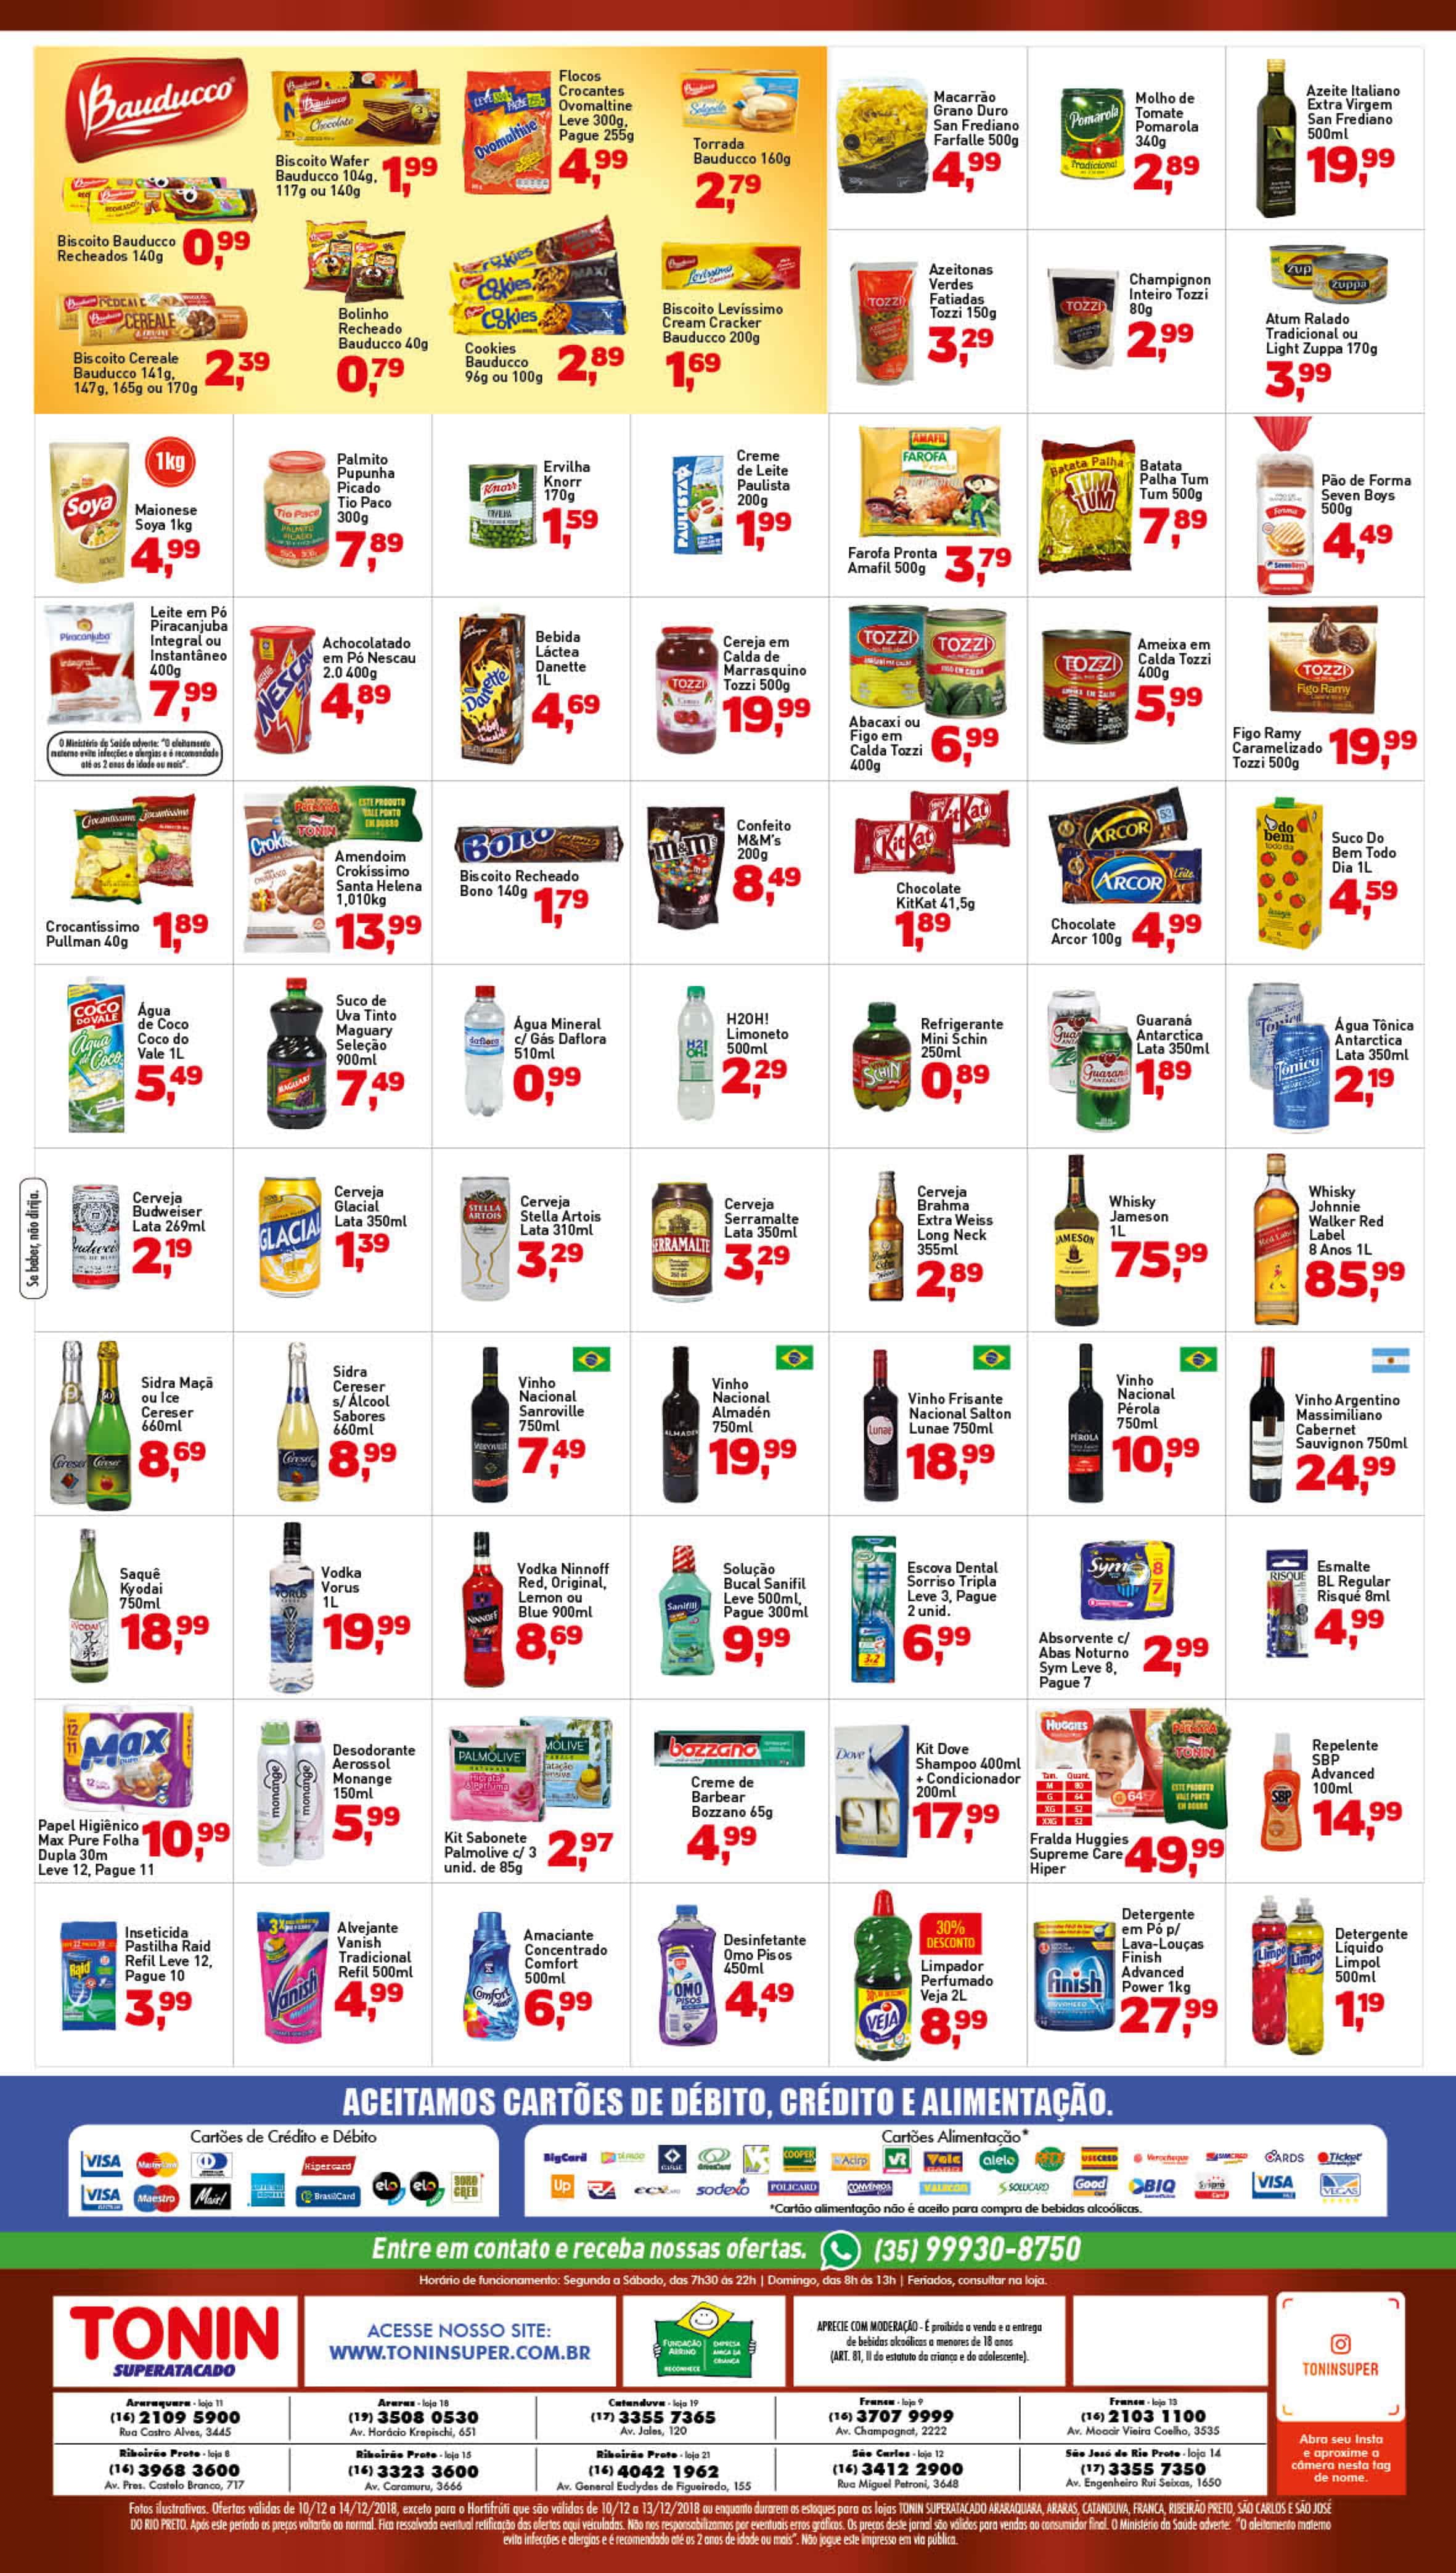 Bauducco
Biscoito Wafer
Bauducco 104g,
117g ou 140g
1,99
Flocos
Crocantes
Ovomaltine
Leve 300g,
Pague 255g
4,99
Torrada
Bauducco 160g
2,79
Biscoito Bauducco
Recheados 140g
0,99
Biscoito Cereale
Bauducco 141g,
147g, 165g ou 170g
2,39
Bolinho
Recheado
Bauducco 40g
0,79
Cookies
Bauducco
96g ou 100g
2,89
Biscoito Levíssimo
Cream Cracker
Bauducco 200g
1,69
Macarrão
Grano Duro
San Frediano
Farfalle 500g
4,99
Molho de
Tomate
Pomarola
340g
2,89
Azeite Italiano
Extra Virgem
San Frediano
500ml
19,99
Azeitonas
Verdes
Fatiadas
Tozzi 150g
3,29
Champignon
Inteiro Tozzi
80g
2,99
Atum Ralado
Tradicional ou
Light Zuppa 170g
3,99
1kg
Maionese
Soya 1kg
4,99
Palmito
Pupunha
Picado
Tio Paco
300g
7,89
Ervilha
Knorr
170g
1,59
Creme
de Leite
Paulista
200g
1,99
Farofa Pronta
Amafil 500g
3,79
Batata
Palha Tum
Tum 500g
7,89
Pão de Forma
Seven Boys
500g
4,49
Leite em Pó
Piracanjuba
Integral ou
Instantâneo
400g
7,99
O Ministério da Saúde adverte: "O aleitamento
materno evita infecções e alergias e é recomendado
até os 2 anos de idade ou mais".
Achocolatado
em Pó Nescau
2.0 400g
4,89
Bebida
Láctea
Danette
1L
4,69
Cereja em
Calda de
Marrasquino
Tozzi 500g
19,99
Abacaxi ou
Figo em
Calda Tozzi
400g
6,99
Ameixa em
Calda Tozzi
400g
5,99
Figo Ramy
Caramelizado
Tozzi 500g
19,99
Crocantíssimo
Pullman 40g
1,89
ESTE PRODUTO
VALE PONTO
EM DOBRO
Amendoim
Crokíssimo
Santa Helena
1,010kg
13,99
Biscoito Recheado
Bono 140g
1,79
Confeito
M&M's
200g
8,49
Chocolate
KitKat 41,5g
1,89
Chocolate
Arcor 100g
4,99
Suco Do
Bem Todo
Dia 1L
4,59
Água
de Coco
Coco do
Vale 1L
5,49
Suco de
Uva Tinto
Maguary
Seleção
900ml
7,49
Água Mineral
c/ Gás Daflora
510ml
0,99
H2OH!
Limoneto
500ml
2,29
Refrigerante
Mini Schin
250ml
0,89
Guaraná
Antarctica
Lata 350ml
1,89
Água Tônica
Antarctica
Lata 350ml
2,19
Se beber, não dirija.
Cerveja
Budweiser
Lata 269ml
2,19
Cerveja
Glacial
Lata 350ml
1,39
Cerveja
Stella Artois
Lata 310ml
3,29
Cerveja
Serramalte
Lata 350ml
3,29
Cerveja
Brahma
Extra Weiss
Long Neck
355ml
2,89
Whisky
Jameson
1L
75,99
Whisky
Johnnie
Walker Red
Label
8 Anos 1L
85,99
Sidra Maçã
ou Ice
Cereser
660ml
8,69
Sidra
Cereser
s/ Álcool
Sabores
660ml
8,99
Vinho
Nacional
Sanroville
750ml
7,49
Vinho
Nacional
Almadén
750ml
19,99
Vinho Frisante
Nacional Salton
Lunae 750ml
18,99
Vinho
Nacional
Pérola
750ml
10,99
Vinho Argentino
Massimiliano
Cabernet
Sauvignon 750ml
24,99
Saquê
Kyodai
750ml
18,99
Vodka
Vorus
1L
19,99
Vodka Ninnoff
Red, Original,
Lemon ou
Blue 900ml
8,69
Solução
Bucal Sanifil
Leve 500ml,
Pague 300ml
9,99
Escova Dental
Sorriso Tripla
Leve 3, Pague
2 unid.
6,99
Absorvente c/
Abas Noturno
Sym Leve 8,
Pague 7
2,99
Esmalte
BL Regular
Risqué 8ml
4,99
Papel Higiênico
Max Pure Folha
Dupla 30m
Leve 12, Pague 11
10,99
Desodorante
Aerossol
Monange
150ml
5,99
Kit Sabonete
Palmolive c/ 3
unid. de 85g
2,97
Creme de
Barbear
Bozzano 65g
4,99
Kit Dove
Shampoo 400ml
+ Condicionador
200ml
17,99
HUGGIES
Tam. Quant.
M 80
G 64
XG 52
XXG 52
ESTE PRODUTO
VALE PONTO
EM DOBRO
Fralda Huggies
Supreme Care
Hiper
49,99
Repelente
SBP
Advanced
100ml
14,99
Inseticida
Pastilha Raid
Refil Leve 12,
Pague 10
3,99
Alvejante
Vanish
Tradicional
Refil 500ml
4,99
Amaciante
Concentrado
Comfort
500ml
6,99
Desinfetante
Omo Pisos
450ml
4,49
30%
DESCONTO
Limpador
Perfumado
Veja 2L
8,99
Detergente
em Pó p/
Lava-Louças
Finish
Advanced
Power 1kg
27,99
Detergente
Líquido
Limpol
500ml
1,19
ACEITAMOS CARTÕES DE DÉBITO, CRÉDITO E ALIMENTAÇÃO.
Cartões de Crédito e Débito
VISA MasterCard Hipercard
VISA Maestro Mais! BrasilCard elo elo
Cartões Alimentação*
BigCard VR Vale alelo CARDS Ticket
Up sodexo POLICARD CONVÊNIOS VALECON SOLUCARD Good BIQ VISA VEGAS
*Cartão alimentação não é aceito para compra de bebidas alcoólicas.
Entre em contato e receba nossas ofertas. (35) 99930-8750
Horário de funcionamento: Segunda a Sábado, das 7h30 às 22h | Domingo, das 8h às 13h | Feriados, consultar na loja.
TONIN
SUPERATACADO
ACESSE NOSSO SITE:
WWW.TONINSUPER.COM.BR
FUNDAÇÃO ABRINQ
RECONHECE
EMPRESA AMIGA DA CRIANÇA
APRECIE COM MODERAÇÃO - É proibida a venda e a entrega
de bebidas alcoólicas a menores de 18 anos
(ART. 81, II do estatuto da criança e do adolescente).
TONINSUPER
Abra seu Insta
e aproxime a
câmera nesta tag
de nome.
Araraquara - loja 11
(16) 2109 5900
Rua Castro Alves, 3445
Araras - loja 18
(19) 3508 0530
Av. Horácio Krepischi, 651
Catanduva - loja 19
(17) 3355 7365
Av. Jales, 120
Franca - loja 9
(16) 3707 9999
Av. Champagnat, 2222
Franca - loja 13
(16) 2103 1100
Av. Moacir Vieira Coelho, 3535
Ribeirão Preto - loja 8
(16) 3968 3600
Av. Pres. Castelo Branco, 717
Ribeirão Preto - loja 15
(16) 3323 3600
Av. Caramuru, 3666
Ribeirão Preto - loja 21
(16) 4042 1962
Av. General Euclydes de Figueiredo, 155
São Carlos - loja 12
(16) 3412 2900
Rua Miguel Petroni, 3648
São José do Rio Preto - loja 14
(17) 3355 7350
Av. Engenheiro Rui Seixas, 1650
Fotos ilustrativas. Ofertas válidas de 10/12 a 14/12/2018, exceto para o Hortifrúti que são válidas de 10/12 a 13/12/2018 ou enquanto durarem os estoques para as lojas TONIN SUPERATACADO ARARAQUARA, ARARAS, CATANDUVA, FRANCA, RIBEIRÃO PRETO, SÃO CARLOS E SÃO JOSÉ
DO RIO PRETO. Após este período os preços voltarão ao normal. Fica ressalvada eventual retificação das ofertas aqui veiculadas. Não nos responsabilizamos por eventuais erros gráficos. Os preços deste jornal são válidos para vendas ao consumidor final. O Ministério da Saúde adverte: "O aleitamento materno
evita infecções e alergias e é recomendado até os 2 anos de idade ou mais". Não jogue este impresso em via pública.